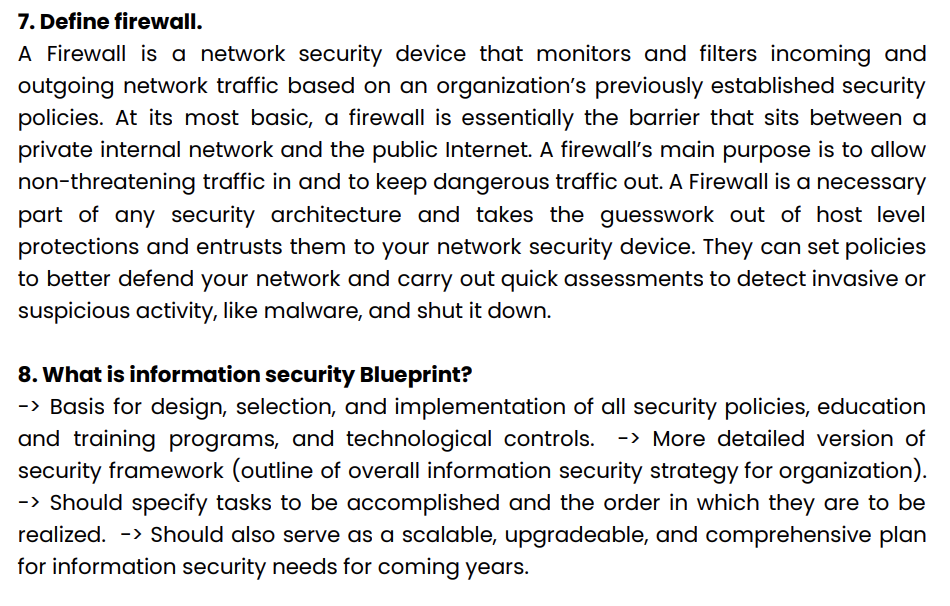 7. Define firewall.
A Firewall is a network security device that monitors and filters incoming and
outgoing network traffic based on an organization’s previously established security
policies. At its most basic, a firewall is essentially the barrier that sits between a
private internal network and the public Internet. A firewall’s main purpose is to allow
non-threatening traffic in and to keep dangerous traffic out. A Firewall is a necessary
part of any security architecture and takes the guesswork out of host level
protections and entrusts them to your network security device. They can set policies
to better defend your network and carry out quick assessments to detect invasive or
suspicious activity, like malware, and shut it down.
8. What is information security Blueprint?
-> Basis for design, selection, and implementation of all security policies, education
and training programs, and technological controls. -> More detailed version of
security framework (outline of overall information security strategy for organization).
-> Should specify tasks to be accomplished and the order in which they are to be
realized. -> Should also serve as a scalable, upgradeable, and comprehensive plan
for information security needs for coming years.